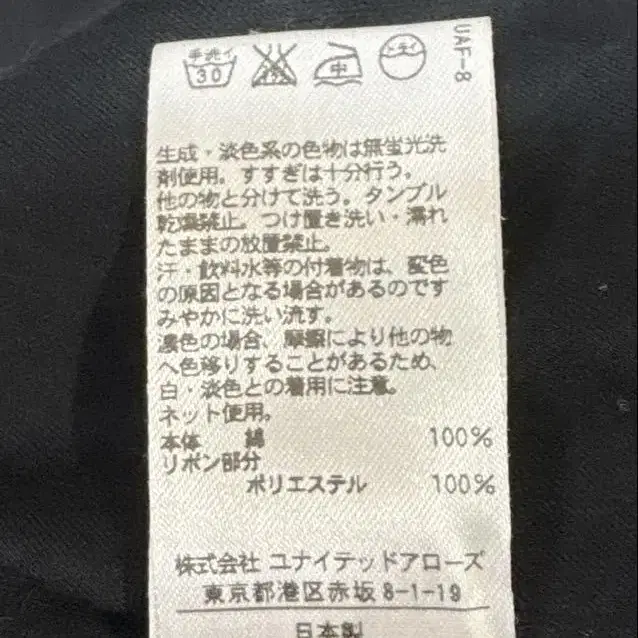 手洗イ
30
中
ドライ
UAF-8
生成・淡色系の色物は無蛍光洗
剤使用。すすぎは十分行う。
他の物と分けて洗う。タンブル
乾燥禁止。つけ置き洗い・濡れ
たままの放置禁止。
汗・飲料水等の付着物は、変色
の原因となる場合があるのです
みやかに洗い流す。
濃色の場合、摩擦により他の物
へ色移りすることがあるため、
白・淡色との着用に注意。
ネット使用。
本体 綿 100%
リボン部分
ポリエステル 100%
株式会社 ユナイテッドアローズ
東京都港区赤坂 8-1-19
日本製